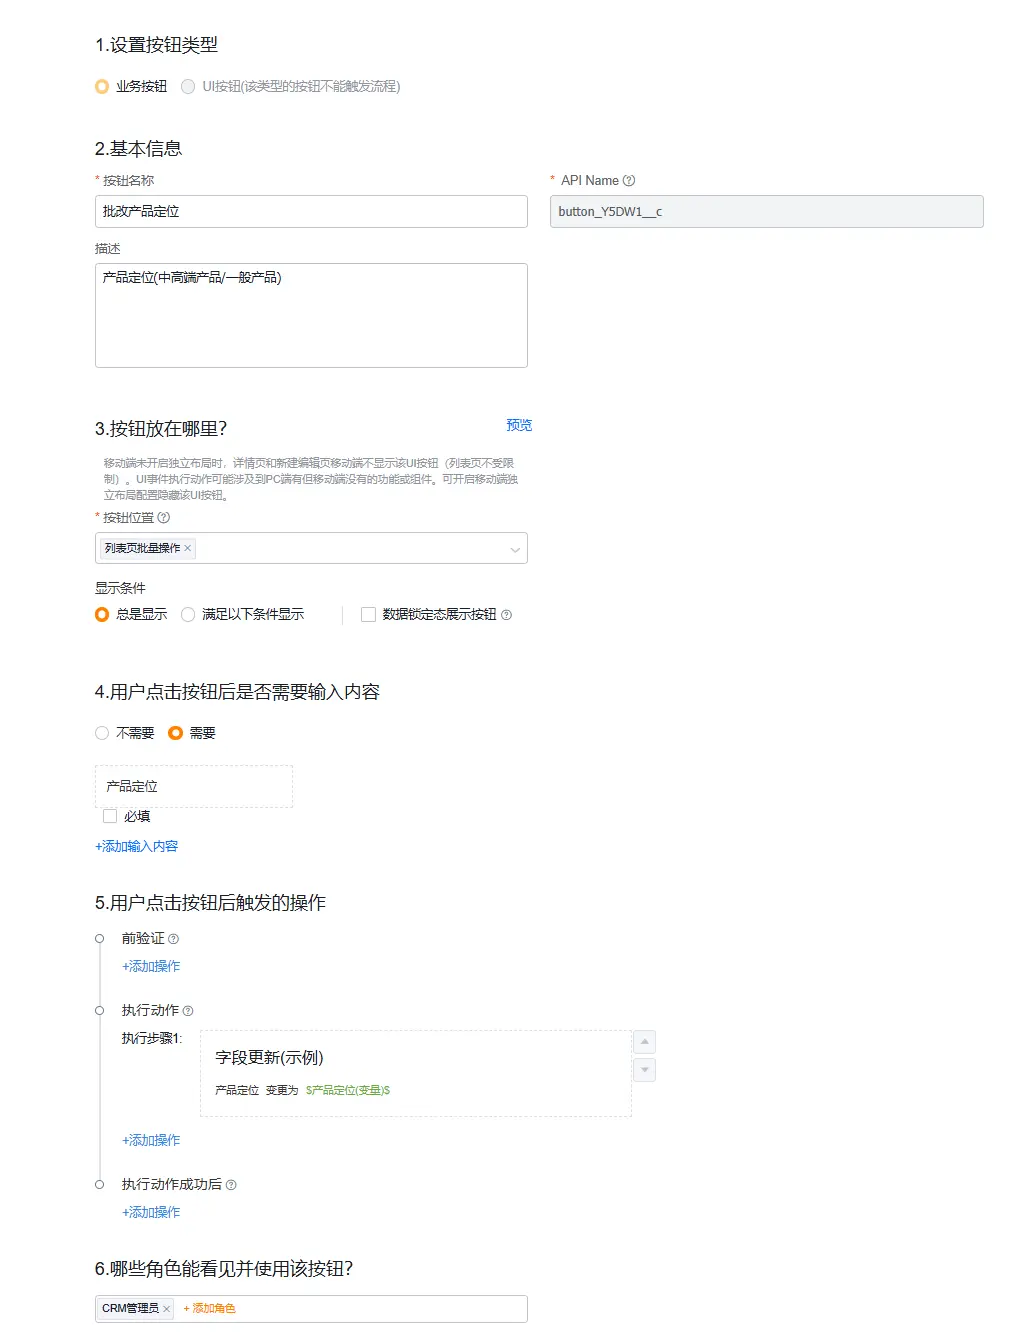 1.设置按钮类型
业务按钮 UI按钮(该类型的按钮不能触发流程)
2.基本信息
* 按钮名称
* API Name
批改产品定位
button_Y5DW1__c
描述
产品定位(中高端产品/一般产品)
3.按钮放在哪里?
预览
移动端未开启独立布局时，详情页和新建编辑页移动端不显示该UI按钮（列表页不受限
制）。UI事件执行动作可能涉及到PC端有但移动端没有的功能或组件。可开启移动端独
立布局配置隐藏该UI按钮。
* 按钮位置
列表页批量操作 ×
显示条件
总是显示 满足以下条件显示 数据锁定态展示按钮
4.用户点击按钮后是否需要输入内容
不需要 需要
产品定位
必填
+添加输入内容
5.用户点击按钮后触发的操作
前验证
+添加操作
执行动作
执行步骤1:
字段更新(示例)
产品定位 变更为 $产品定位(变量)$
+添加操作
执行动作成功后
+添加操作
6.哪些角色能看见并使用该按钮?
CRM管理员 × + 添加角色